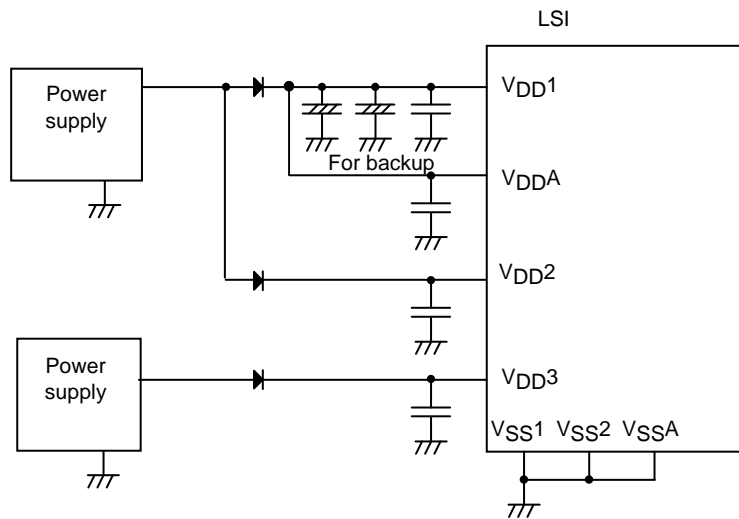 LSI
Power
supply
VDD1
For backup
VDDA
VDD2
Power
supply
VDD3
VSS1 VSS2 VSSA